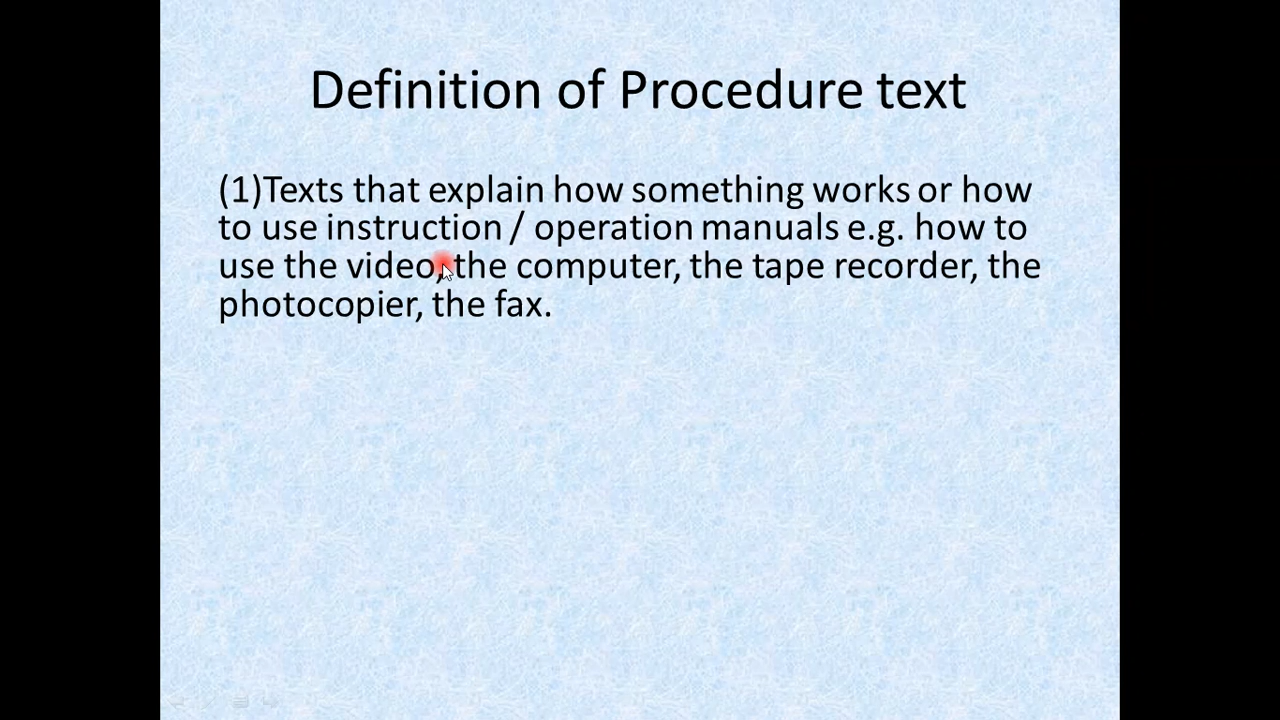 Definition of Procedure text
(1)Texts that explain how something works or how
to use instruction / operation manuals e.g. how to
use the video, the computer, the tape recorder, the
photocopier, the fax.